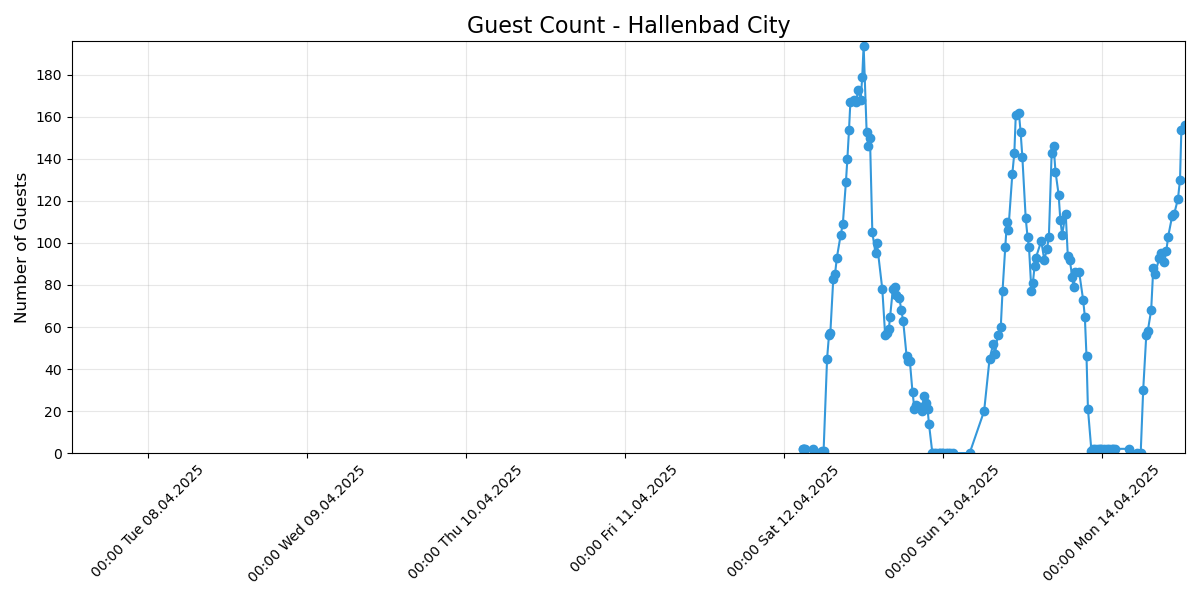 Guest Count - Hallenbad City
Number of Guests
180
160
140
120
100
80
60
40
20
0
00:00 Tue 08.04.2025
00:00 Wed 09.04.2025
00:00 Thu 10.04.2025
00:00 Fri 11.04.2025
00:00 Sat 12.04.2025
00:00 Sun 13.04.2025
00:00 Mon 14.04.2025